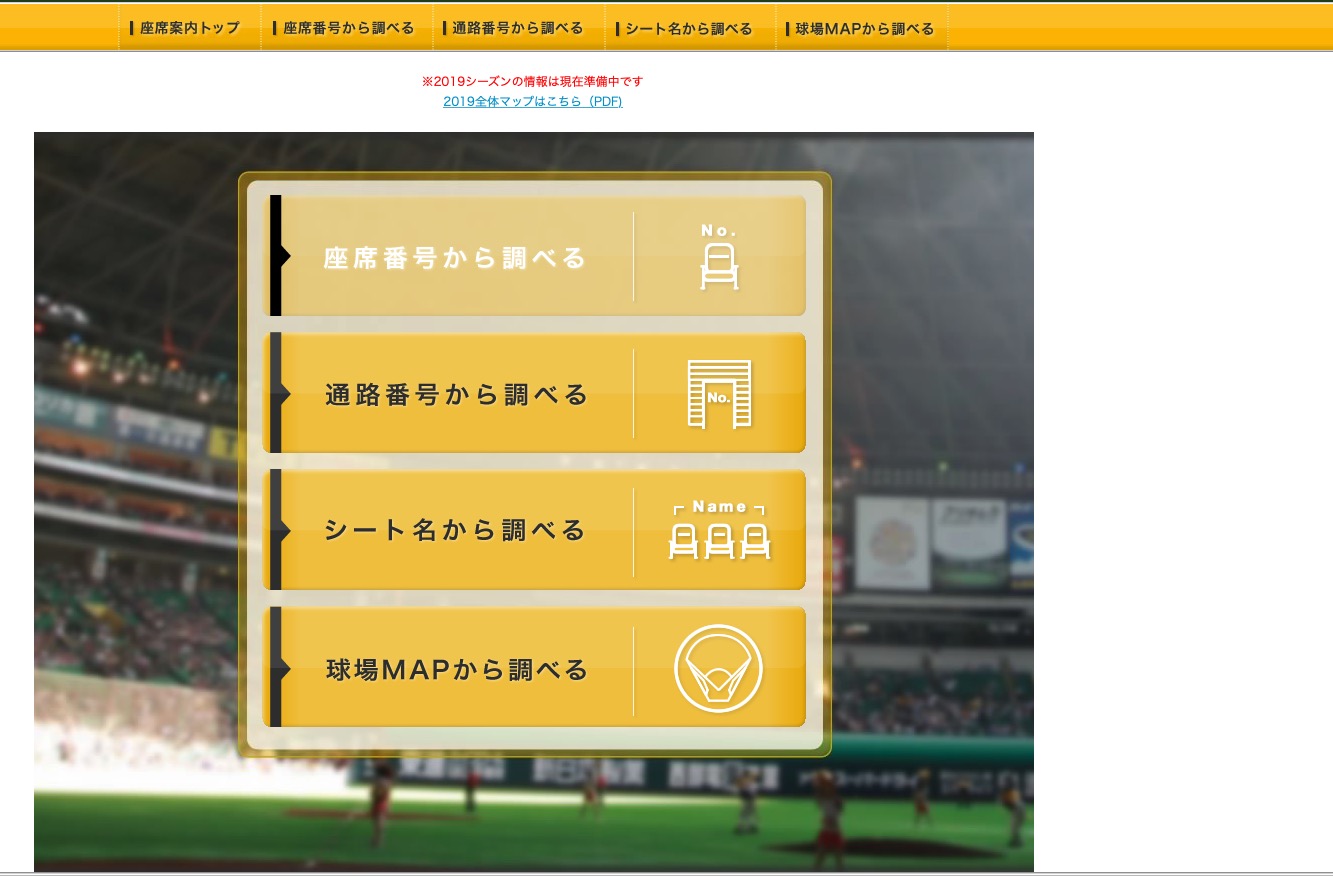 座席案内トップ
座席番号から調べる
通路番号から調べる
シート名から調べる
球場MAPから調べる
※2019シーズンの情報は現在準備中です
2019全体マップはこちら（PDF）
座席番号から調べる
No.
通路番号から調べる
No.
シート名から調べる
Name
球場MAPから調べる